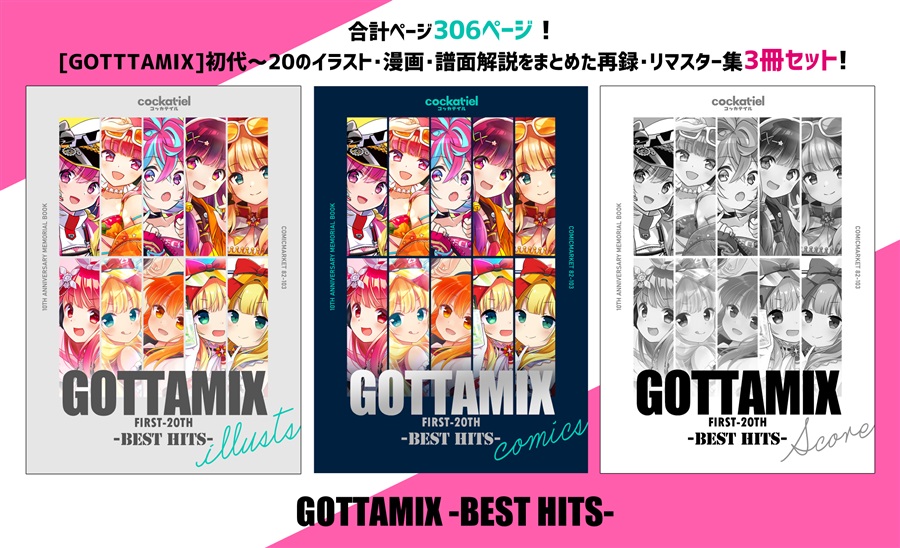 合計ページ306ページ！
[GOTTTAMIX]初代～20のイラスト・漫画・譜面解説をまとめた再録・リマスター集3冊セット!
cockatiel
コッカテイル
10TH ANNIVERSARY MEMORIAL BOOK
COMICMARKET 82-103
GOTTAMIX
FIRST-20TH
-BEST HITS-
illusts
cockatiel
コッカテイル
10TH ANNIVERSARY MEMORIAL BOOK
COMICMARKET 82-103
GOTTAMIX
FIRST-20TH
-BEST HITS-
comics
cockatiel
コッカテイル
10TH ANNIVERSARY MEMORIAL BOOK
COMICMARKET 82-103
GOTTAMIX
FIRST-20TH
-BEST HITS-
Score
GOTTAMIX -BEST HITS-